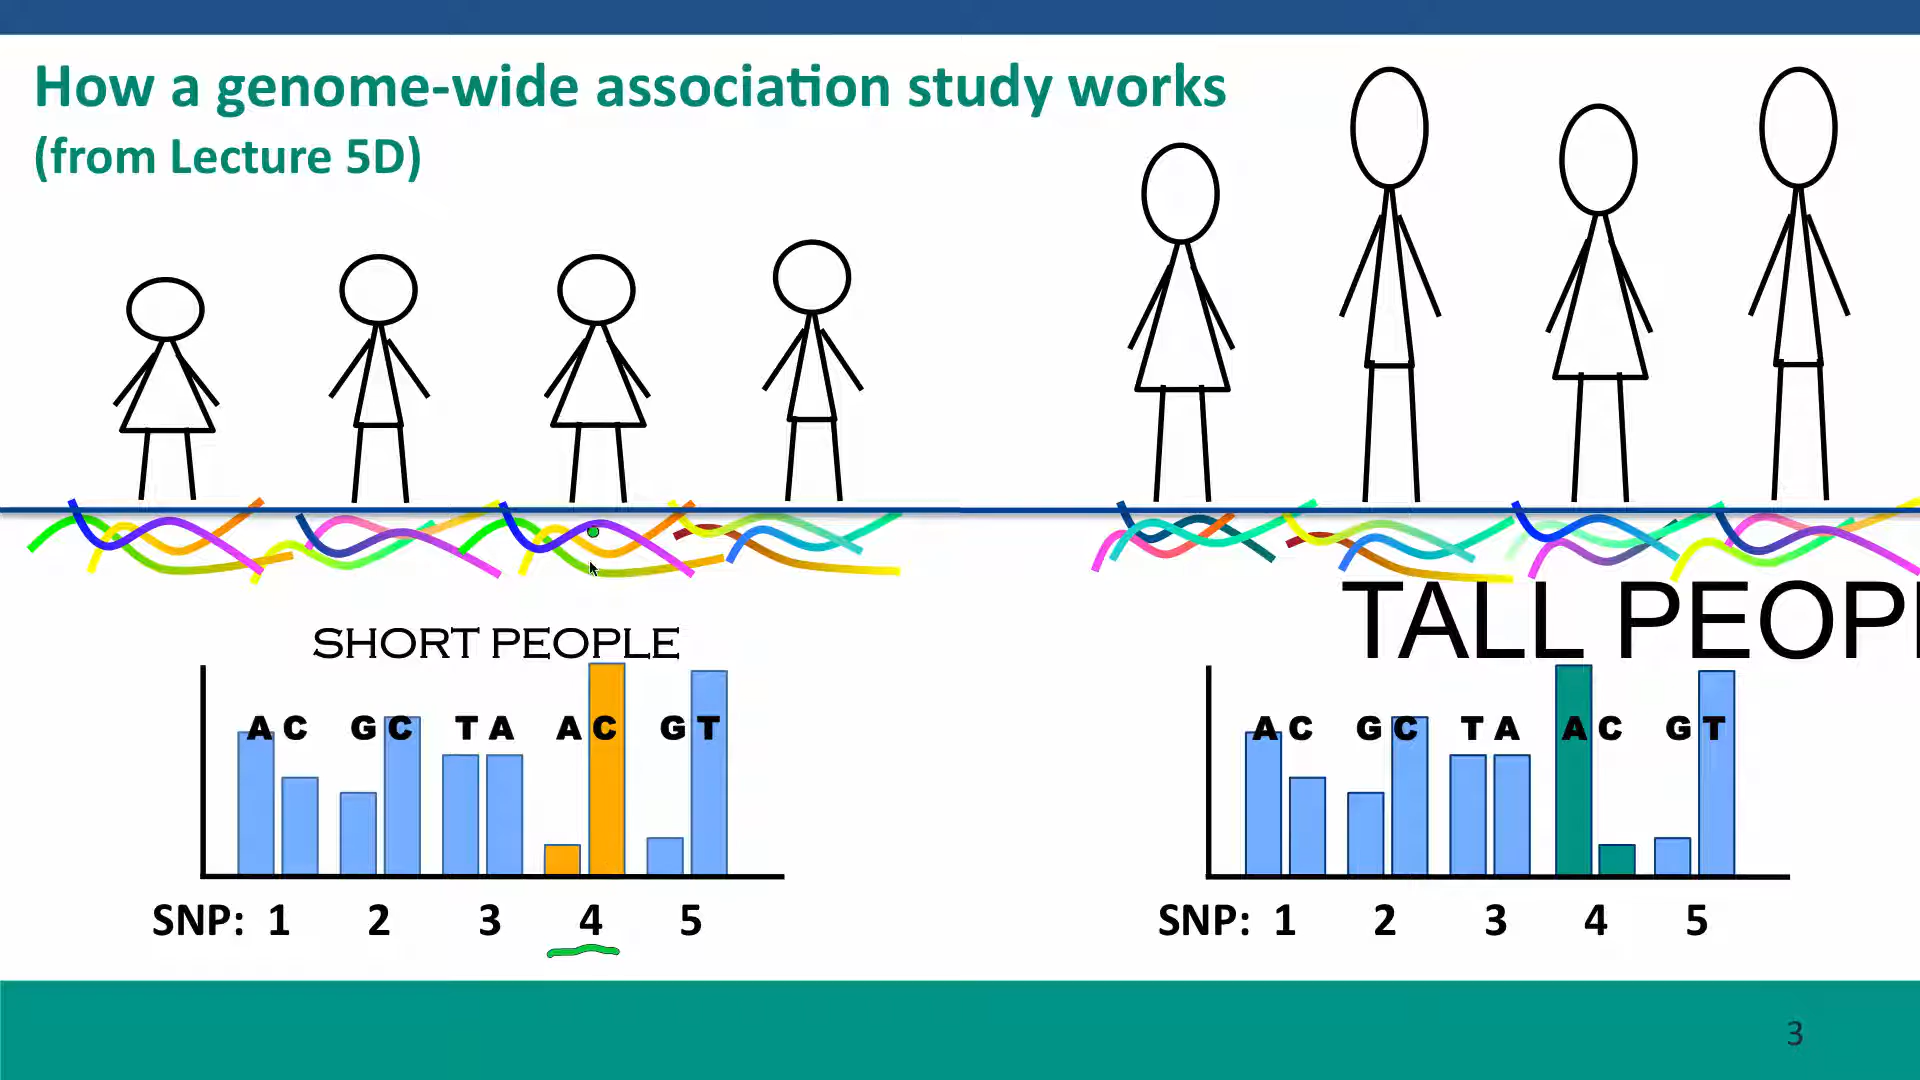 How a genome-wide association study works
(from Lecture 5D)
SHORT PEOPLE
A C G C T A A C G T
SNP: 1 2 3 4 5
TALL PEOP
A C G C T A A C G T
SNP: 1 2 3 4 5
3